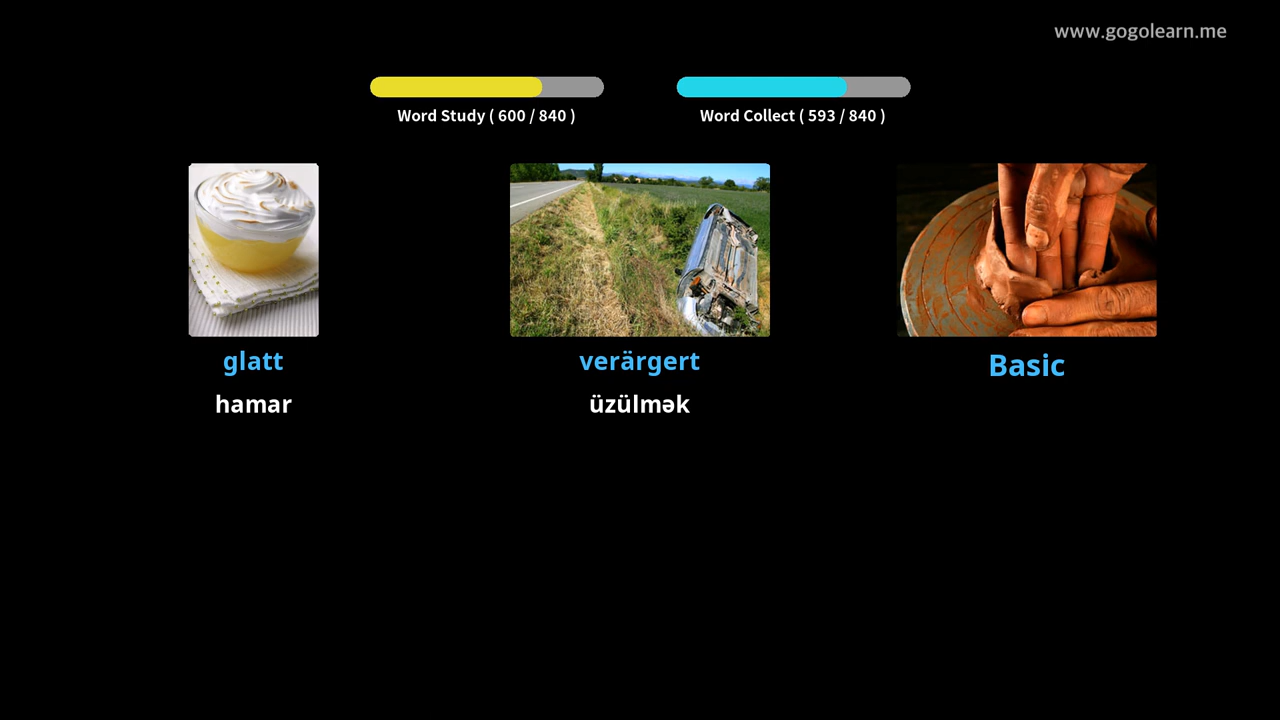 www.gogolearn.me
Word Study ( 600 / 840 )
Word Collect ( 593 / 840 )
glatt
hamar
verärgert
üzülmək
Basic